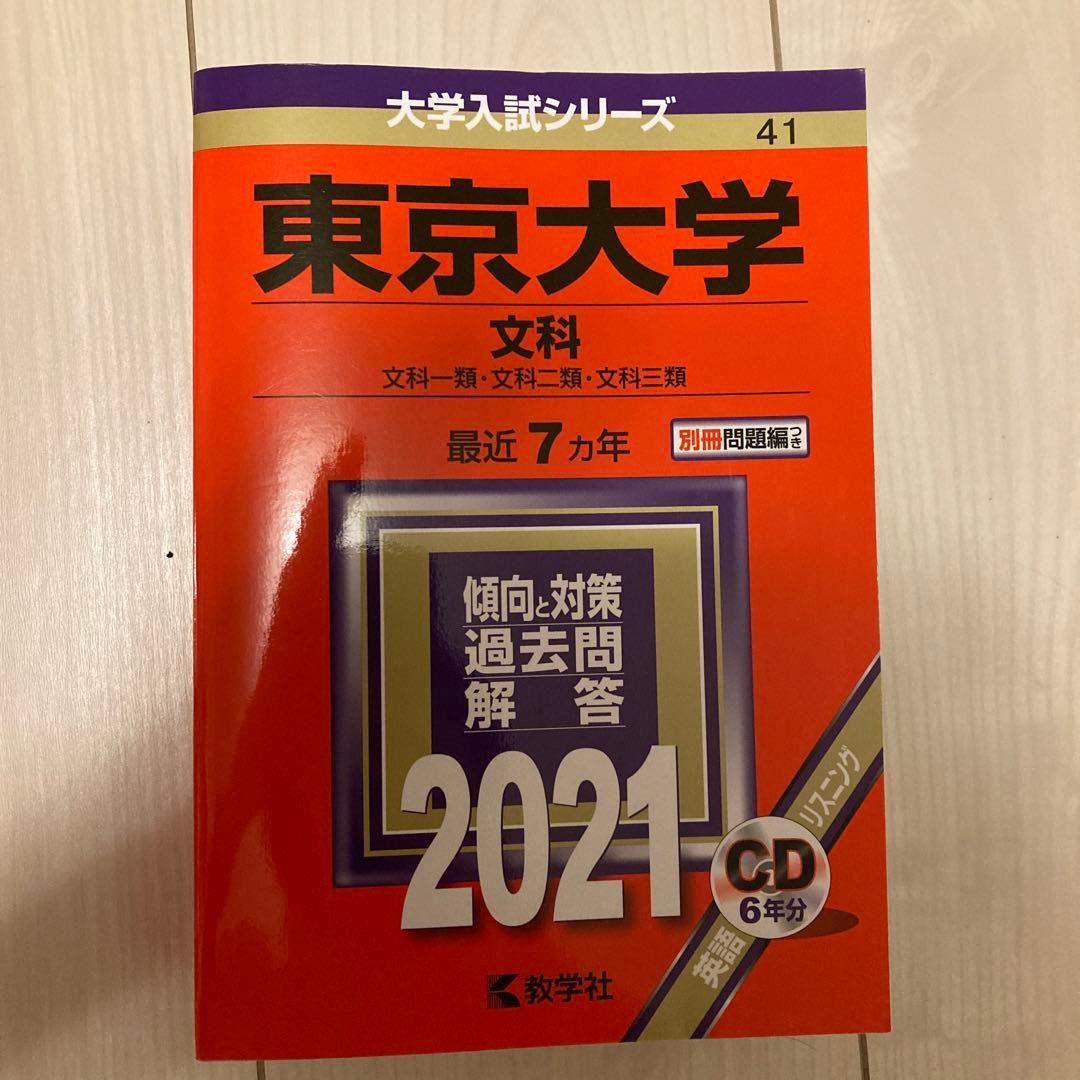 大学入試シリーズ
41
東京大学
文科
文科一類・文科二類・文科三類
最近7カ年
別冊問題編つき
傾向と対策
過去問
解答
2021
英語リスニング
CD
6年分
教学社